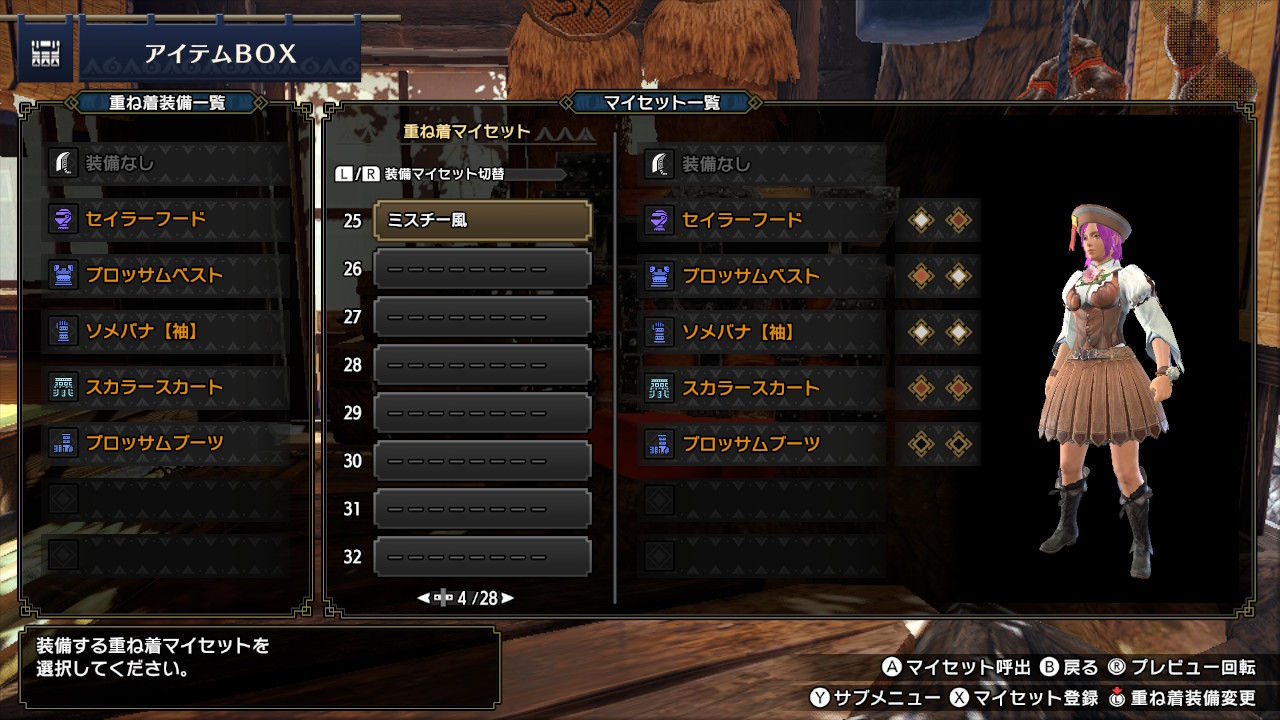 アイテムBOX
重ね着装備一覧
装備なし
セイラーフード
ブロッサムベスト
ソメバナ【袖】
スカラースカート
ブロッサムブーツ
マイセット一覧
重ね着マイセット
L/R 装備マイセット切替
25 ミスチー風
26 --------
27 --------
28 --------
29 --------
30 --------
31 --------
32 --------
4/28
装備なし
セイラーフード
ブロッサムベスト
ソメバナ【袖】
スカラースカート
ブロッサムブーツ
装備する重ね着マイセットを
選択してください。
Aマイセット呼出 B戻る Rプレビュー回転
Yサブメニュー Xマイセット登録 L重ね着装備変更